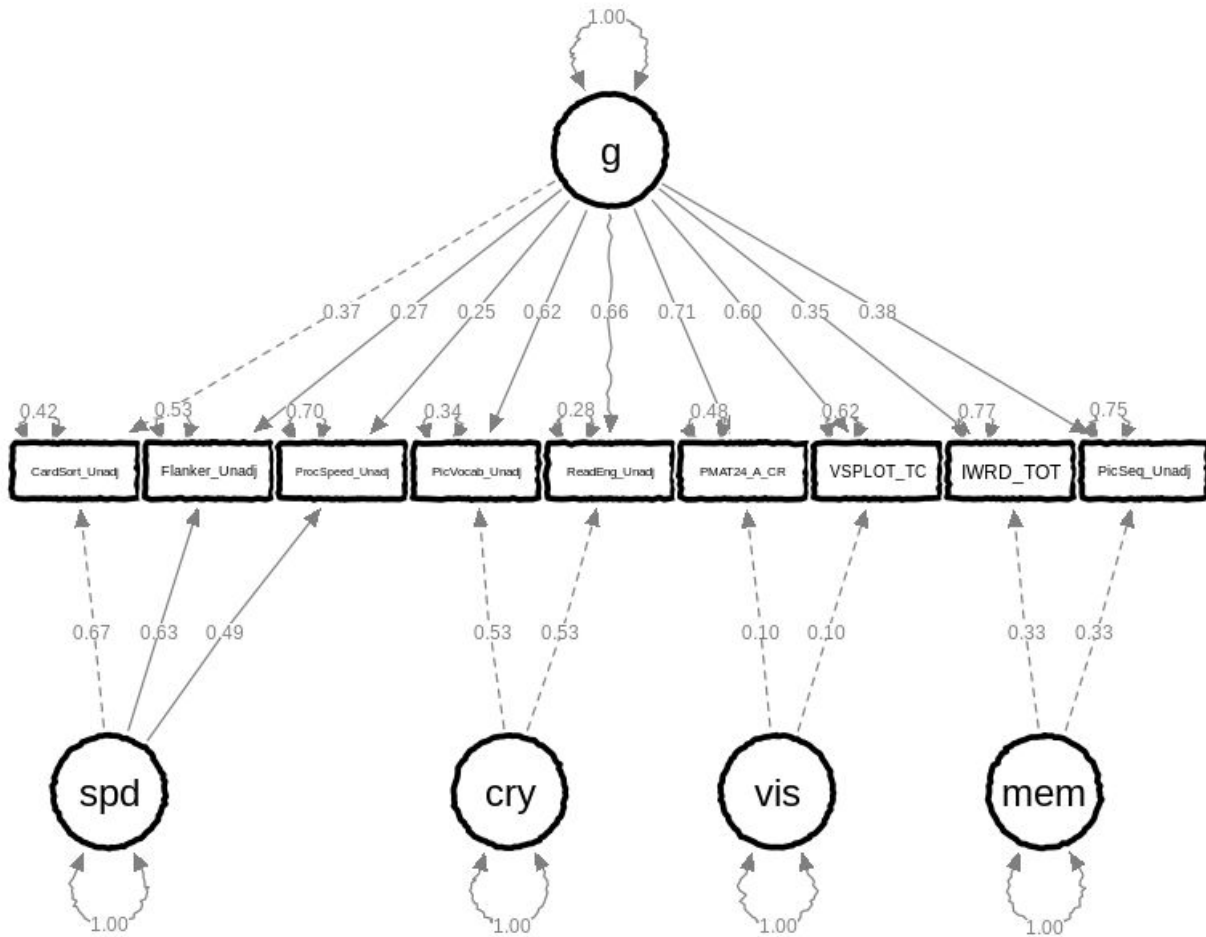 1.00
g
0.37 0.27 0.25 0.62 0.66 0.71 0.60 0.35 0.38
0.42 0.53 0.70 0.34 0.28 0.48 0.62 0.77 0.75
CardSort_Unadj Flanker_Unadj ProcSpeed_Unadj PicVocab_Unadj ReadEng_Unadj PMAT24_A_CR VSPLOT_TC IWRD_TOT PicSeq_Unadj
0.67 0.63 0.49 0.53 0.53 0.10 0.10 0.33 0.33
spd cry vis mem
1.00 1.00 1.00 1.00